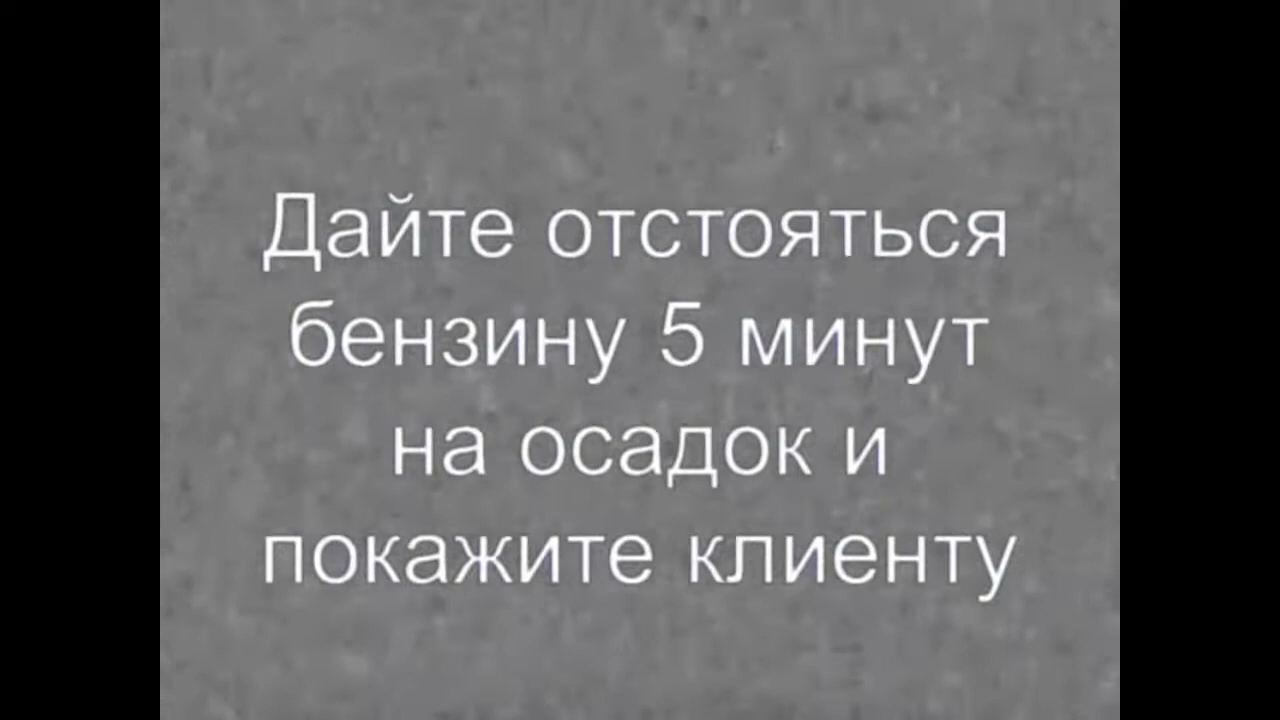 Дайте отстояться
бензину 5 минут
на осадок и
покажите клиенту